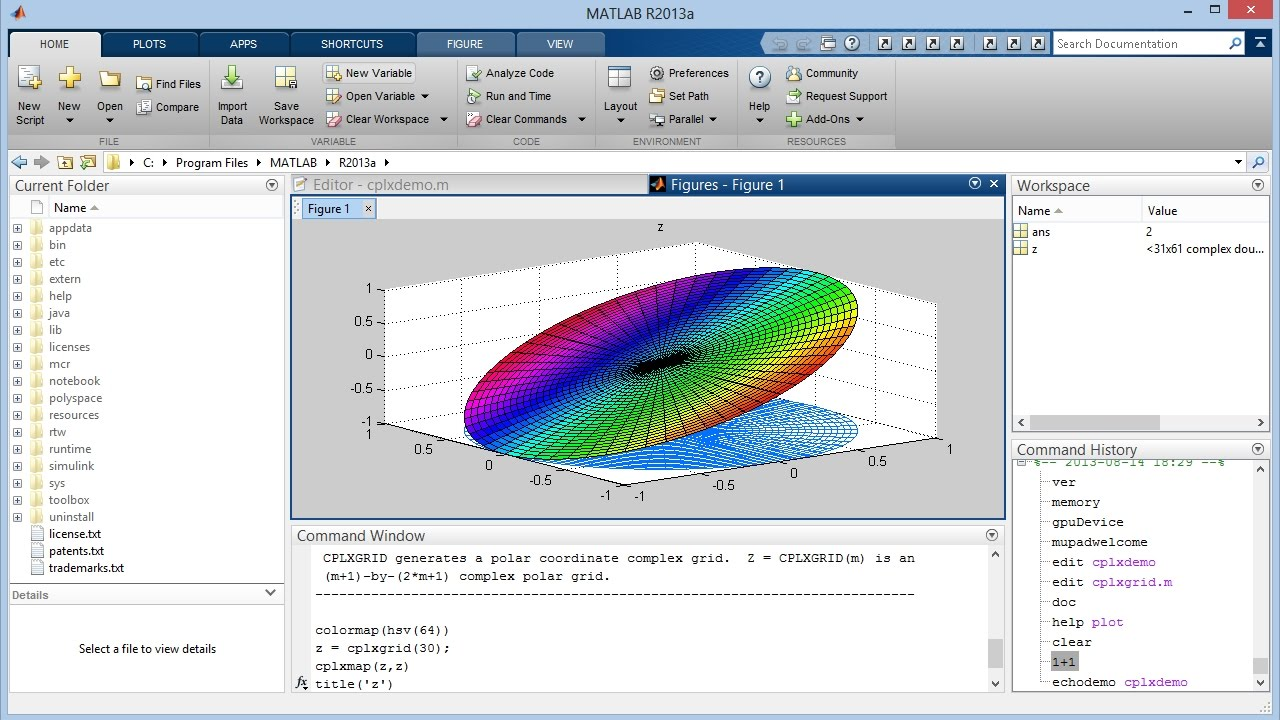 MATLAB R2013a
HOME PLOTS APPS SHORTCUTS FIGURE VIEW
Search Documentation
New Script
New
Open
Find Files
Compare
FILE
Import Data
Save Workspace
New Variable
Open Variable
Clear Workspace
VARIABLE
Analyze Code
Run and Time
Clear Commands
CODE
Layout
Preferences
Set Path
Parallel
ENVIRONMENT
Help
Community
Request Support
Add-Ons
RESOURCES
C: Program Files MATLAB R2013a
Current Folder
Name
appdata
bin
etc
extern
help
java
lib
licenses
mcr
notebook
polyspace
resources
rtw
runtime
simulink
sys
toolbox
uninstall
license.txt
patents.txt
trademarks.txt
Details
Select a file to view details
Editor - cplxdemo.m
Figures - Figure 1
Figure 1
z
1
0.5
0
-0.5
-1
1
0.5
0
-0.5
-1
-1
-0.5
0
0.5
1
Command Window
CPLXGRID generates a polar coordinate complex grid. Z = CPLXGRID(m) is an
(m+1)-by-(2*m+1) complex polar grid.
---------------------------------------------------------------------------
colormap(hsv(64))
z = cplxgrid(30);
cplxmap(z,z)
fx title('z')
Workspace
Name Value
ans 2
z <31x61 complex dou...
Command History
%-- 2013-08-14 18:29 --%
ver
memory
gpuDevice
mupadwelcome
edit cplxdemo
edit cplxgrid.m
doc
help plot
clear
1+1
echodemo cplxdemo